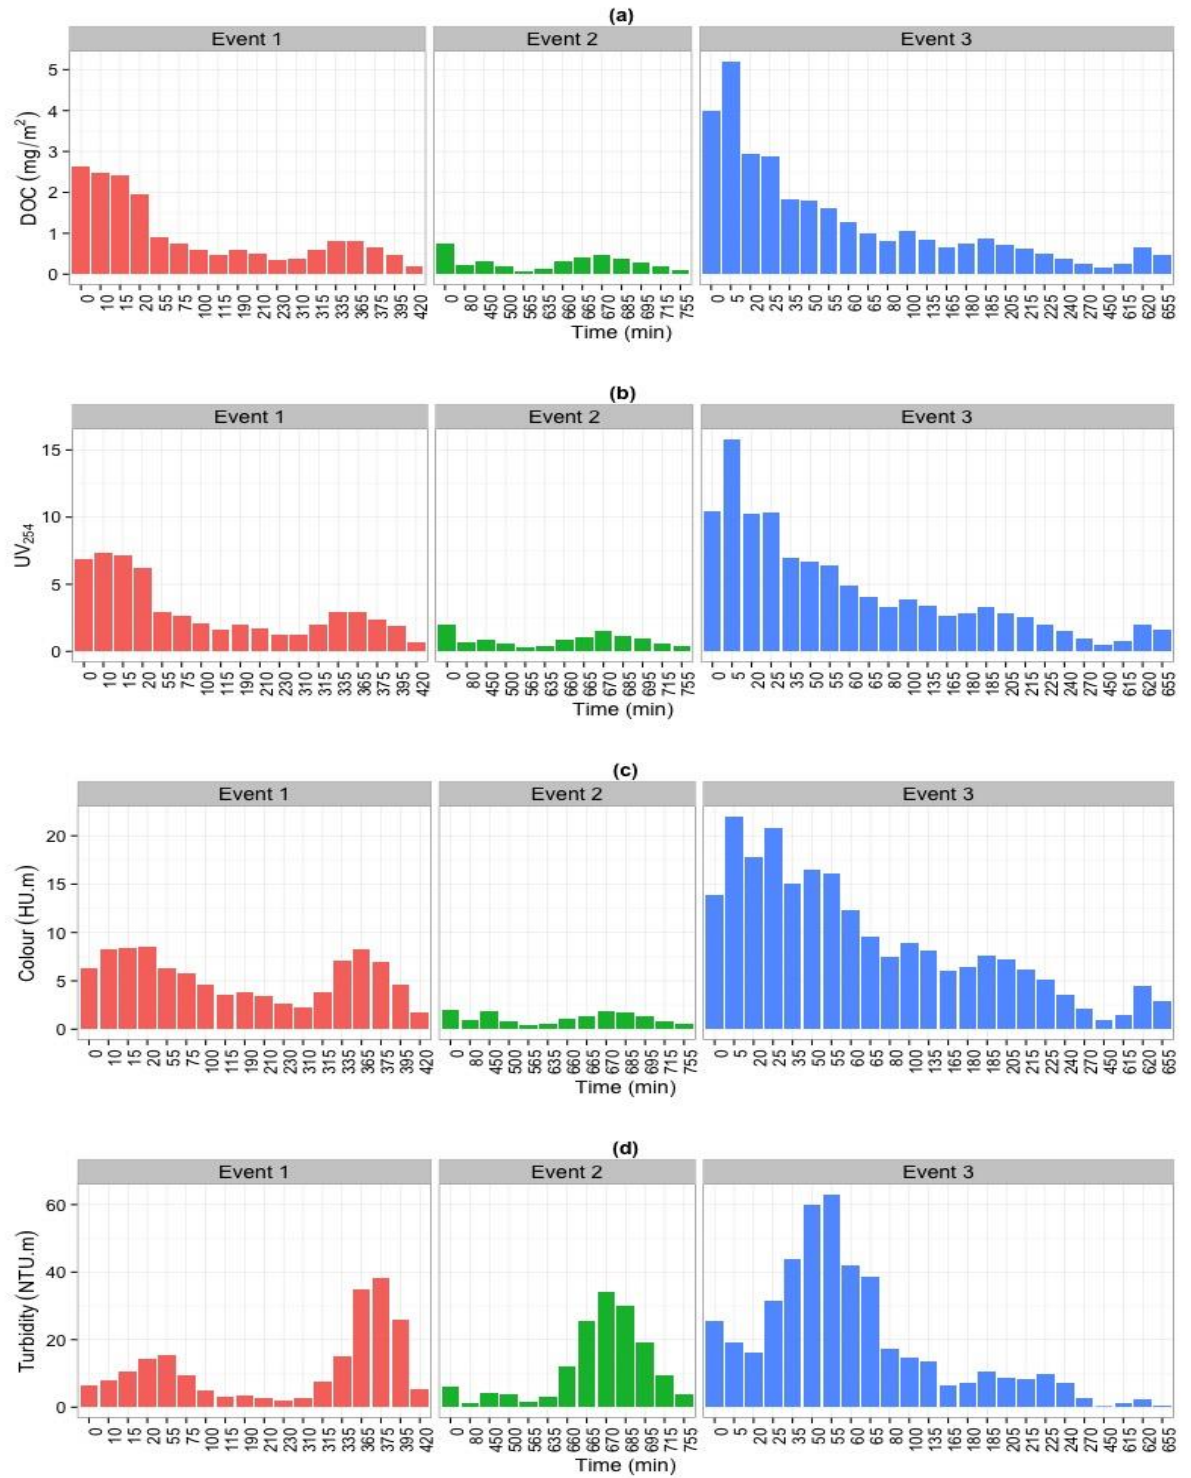 (a)
Event 1 Event 2 Event 3
DOC (mg/m²)
5
4
3
2
1
0
0 10 15 20 55 75 100 115 190 210 230 310 315 335 365 375 395 420
0 80 450 500 565 635 660 665 670 685 695 715 755
0 5 20 25 35 50 55 60 65 80 100 135 165 180 185 205 215 225 240 270 450 615 620 655
Time (min)
(b)
Event 1 Event 2 Event 3
UV₂₅₄
15
10
5
0
0 10 15 20 55 75 100 115 190 210 230 310 315 335 365 375 395 420
0 80 450 500 565 635 660 665 670 685 695 715 755
0 5 20 25 35 50 55 60 65 80 100 135 165 180 185 205 215 225 240 270 450 615 620 655
Time (min)
(c)
Event 1 Event 2 Event 3
Colour (HU.m)
20
15
10
5
0
0 10 15 20 55 75 100 115 190 210 230 310 315 335 365 375 395 420
0 80 450 500 565 635 660 665 670 685 695 715 755
0 5 20 25 35 50 55 60 65 80 100 135 165 180 185 205 215 225 240 270 450 615 620 655
Time (min)
(d)
Event 1 Event 2 Event 3
Turbidity (NTU.m)
60
40
20
0
0 10 15 20 55 75 100 115 190 210 230 310 315 335 365 375 395 420
0 80 450 500 565 635 660 665 670 685 695 715 755
0 5 20 25 35 50 55 60 65 80 100 135 165 180 185 205 215 225 240 270 450 615 620 655
Time (min)